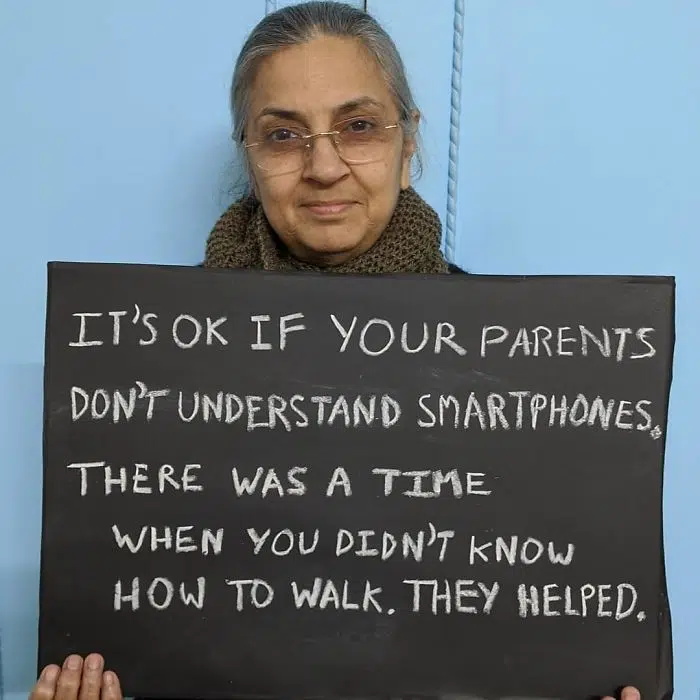 IT'S OK IF YOUR PARENTS
DON'T UNDERSTAND SMARTPHONES.
THERE WAS A TIME
WHEN YOU DIDN'T KNOW
HOW TO WALK. THEY HELPED.